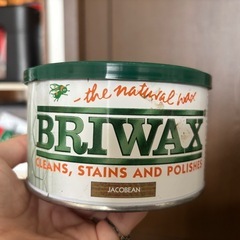 the natural wax
BRIWAX
CLEANS, STAINS AND POLISHES
JACOBEAN